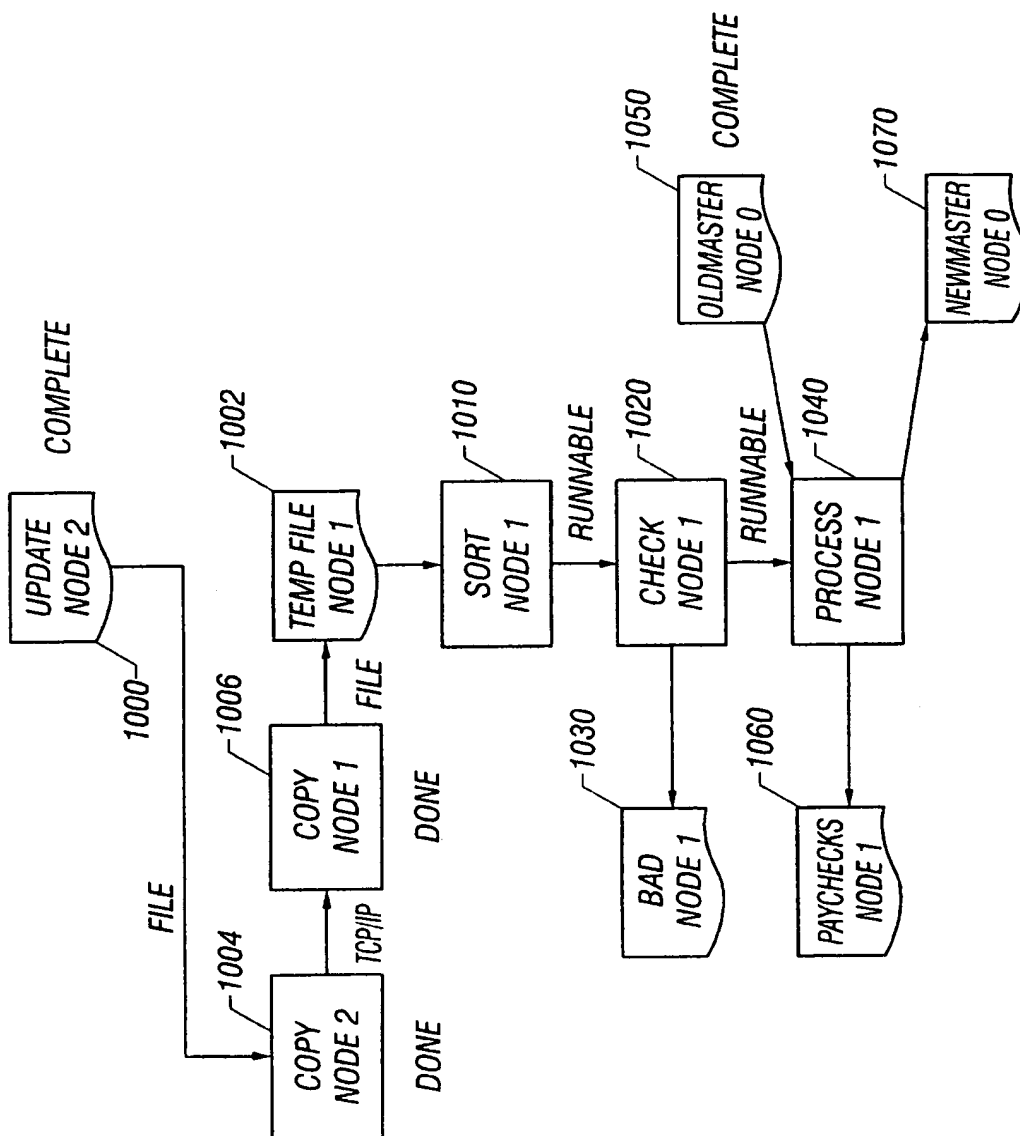 UPDATE
NODE 2
COMPLETE
1000
FILE
1004
COPY
NODE 2
DONE
TCP/IP
1006
COPY
NODE 1
DONE
FILE
1002
TEMP FILE
NODE 1
1010
SORT
NODE 1
RUNNABLE
1020
CHECK
NODE 1
1030
BAD
NODE 1
RUNNABLE
1050
OLDMASTER
NODE 0
COMPLETE
1040
PROCESS
NODE 1
1060
PAYCHECKS
NODE 1
1070
NEWMASTER
NODE 0